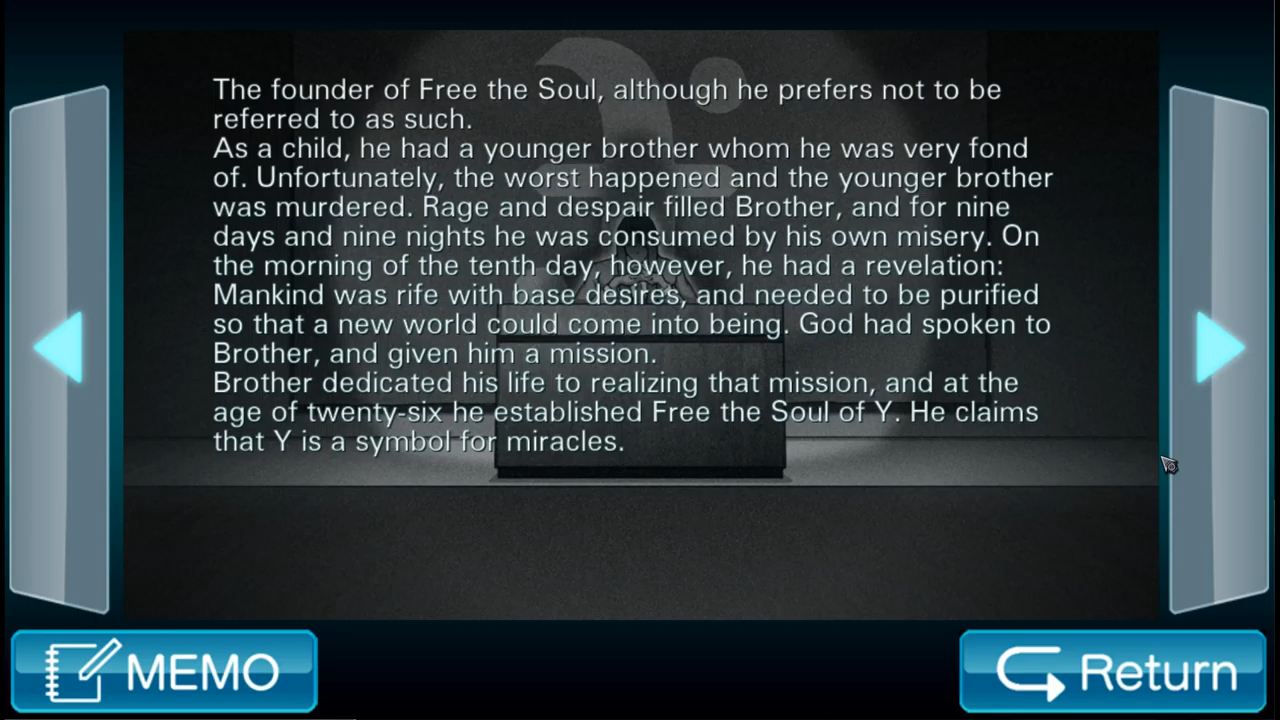 The founder of Free the Soul, although he prefers not to be
referred to as such.
As a child, he had a younger brother whom he was very fond
of. Unfortunately, the worst happened and the younger brother
was murdered. Rage and despair filled Brother, and for nine
days and nine nights he was consumed by his own misery. On
the morning of the tenth day, however, he had a revelation:
Mankind was rife with base desires, and needed to be purified
so that a new world could come into being. God had spoken to
Brother, and given him a mission.
Brother dedicated his life to realizing that mission, and at the
age of twenty-six he established Free the Soul of Y. He claims
that Y is a symbol for miracles.
MEMO
Return